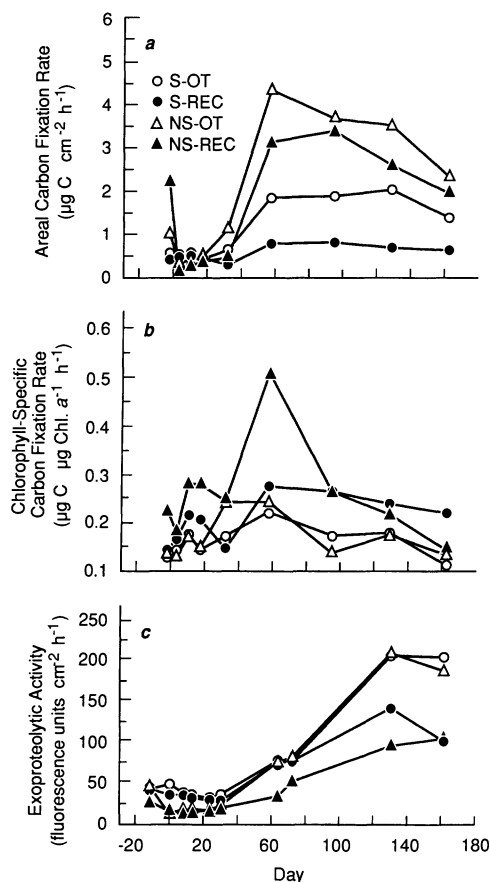 a
Areal Carbon Fixation Rate
(µg C cm⁻² h⁻¹)
6
5
4
3
2
1
0
S-OT
S-REC
NS-OT
NS-REC
b
Chlorophyll-Specific
Carbon Fixation Rate
(µg C µg Chl. a⁻¹ h⁻¹)
0.6
0.5
0.4
0.3
0.2
0.1
c
Exoproteolytic Activity
(fluorescence units cm⁻² h⁻¹)
250
200
150
100
50
0
-20 20 60 100 140 180
Day